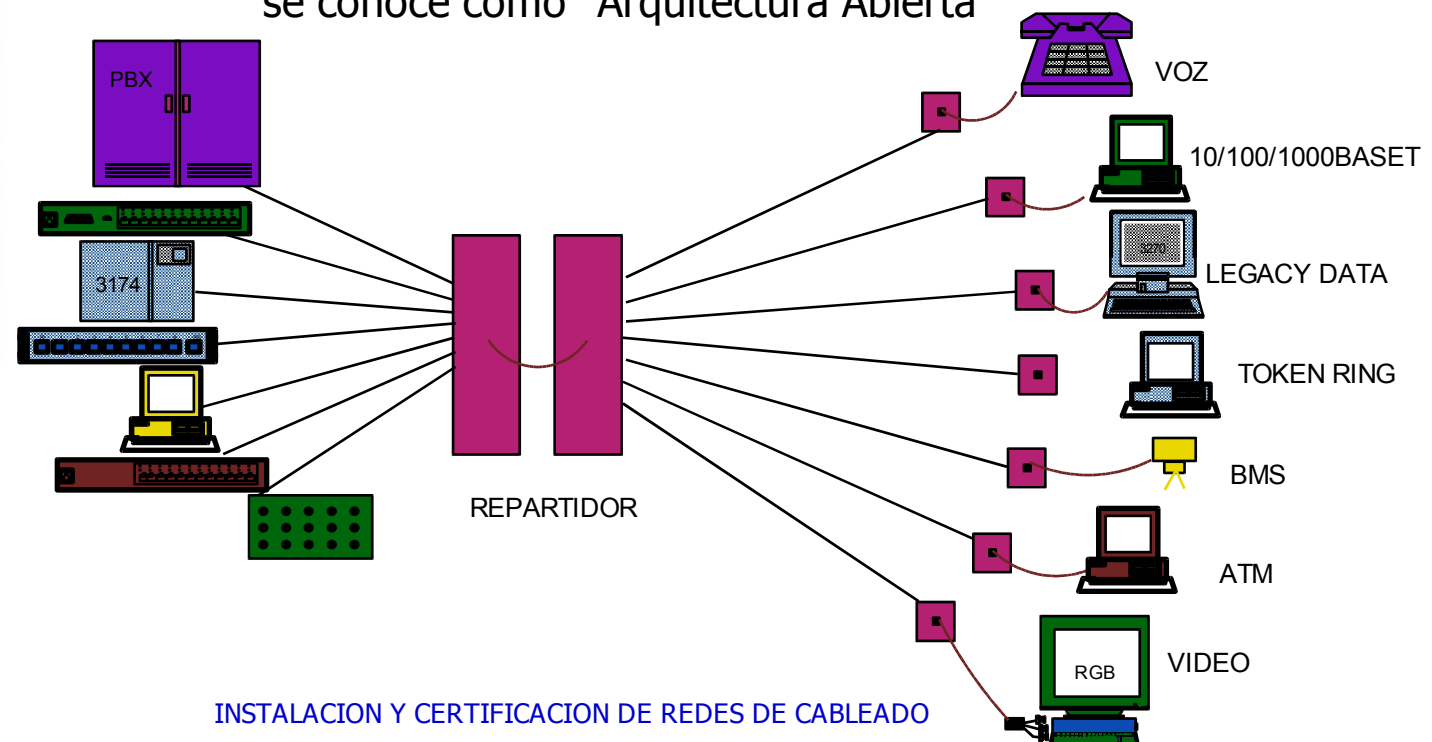 se conoce como "Arquitectura Abierta"
PBX
VOZ
10/100/1000BASET
3270
3174
LEGACY DATA
TOKEN RING
BMS
REPARTIDOR
ATM
VIDEO
RGB
INSTALACION Y CERTIFICACION DE REDES DE CABLEADO